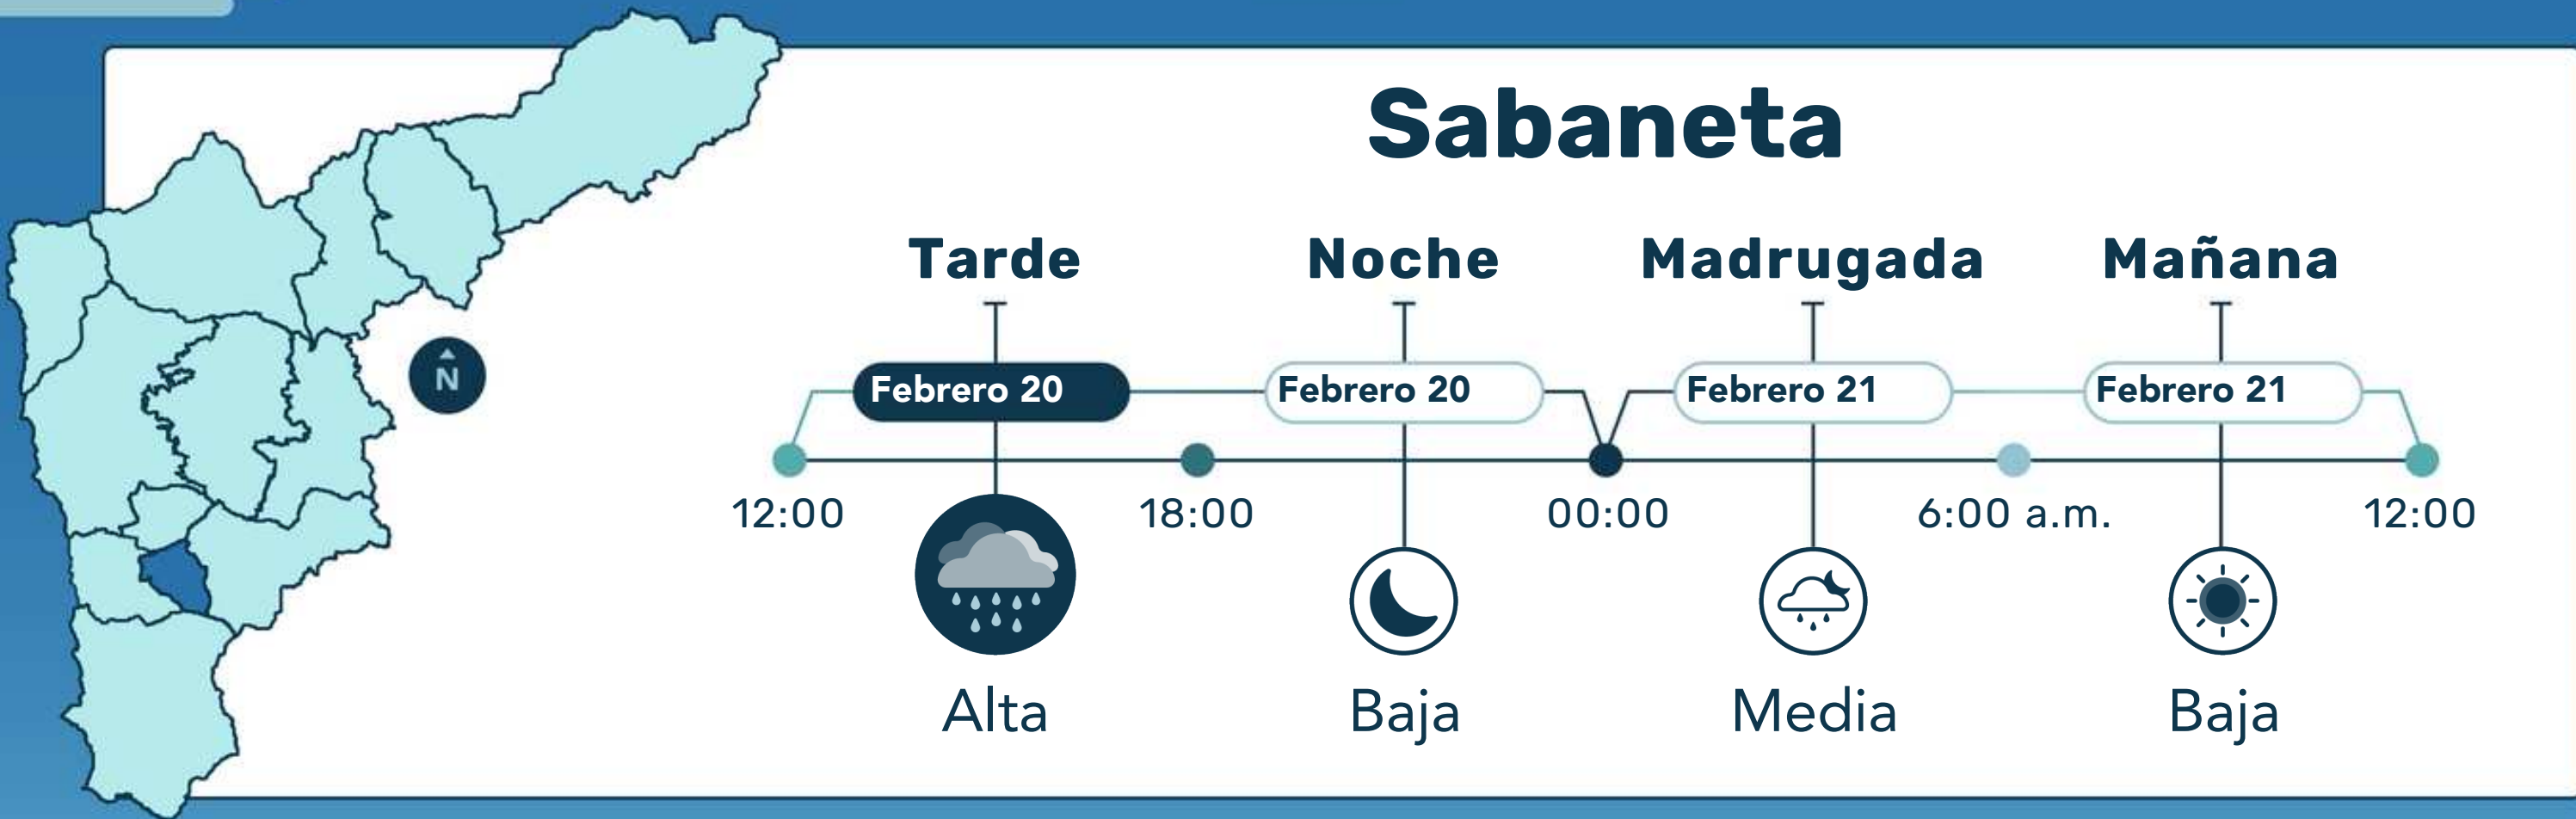 Sabaneta
Tarde Noche Madrugada Mañana
N
Febrero 20 Febrero 20 Febrero 21 Febrero 21
12:00 18:00 00:00 6:00 a.m. 12:00
Alta Baja Media Baja